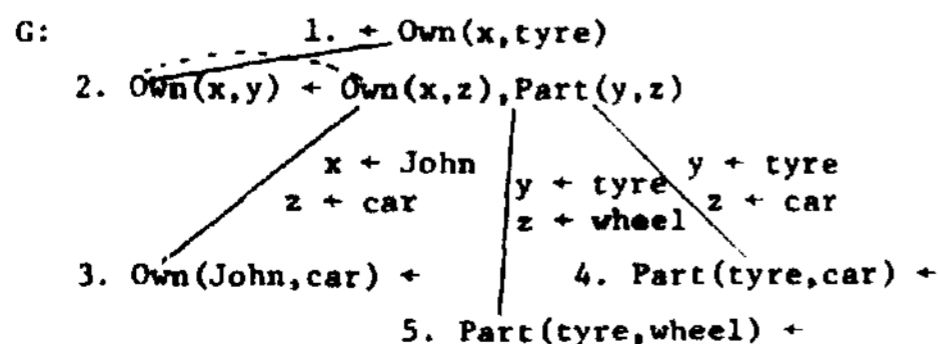 G: 1. ← Own(x,tyre)
2. Own(x,y) ← Own(x,z),Part(y,z)
x ← John
z ← car
y ← tyre
z ← wheel
y ← tyre
z ← car
3. Own(John,car) ←
4. Part(tyre,car) ←
5. Part(tyre,wheel) ←